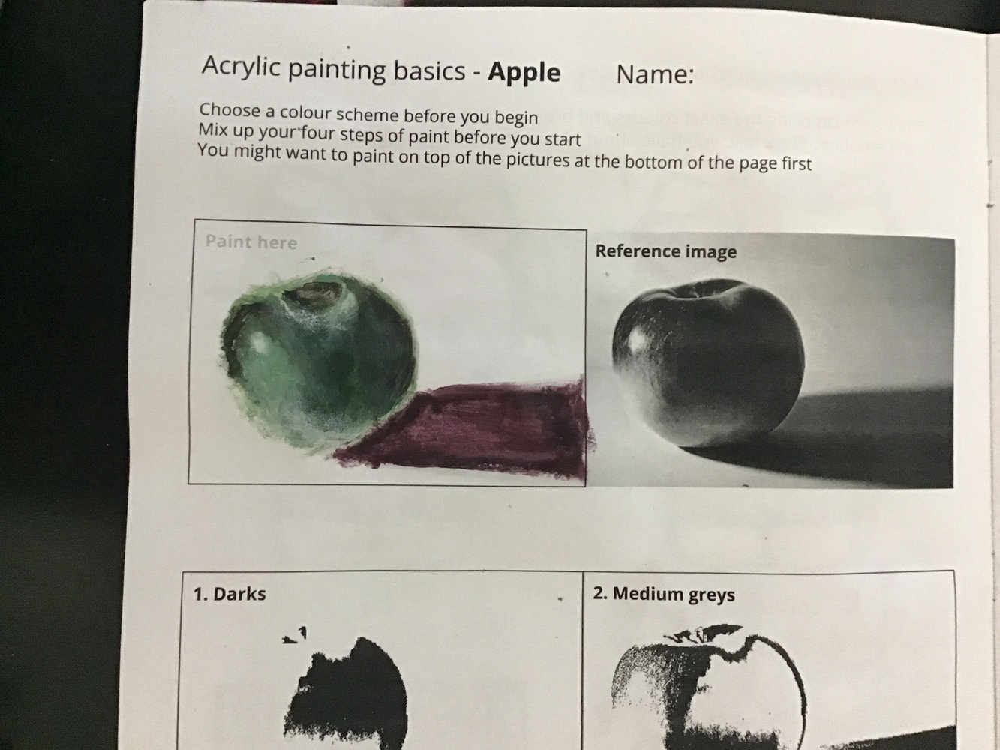 Acrylic painting basics - Apple Name:
Choose a colour scheme before you begin
Mix up your four steps of paint before you start
You might want to paint on top of the pictures at the bottom of the page first
Paint here
Reference image
1. Darks
2. Medium greys